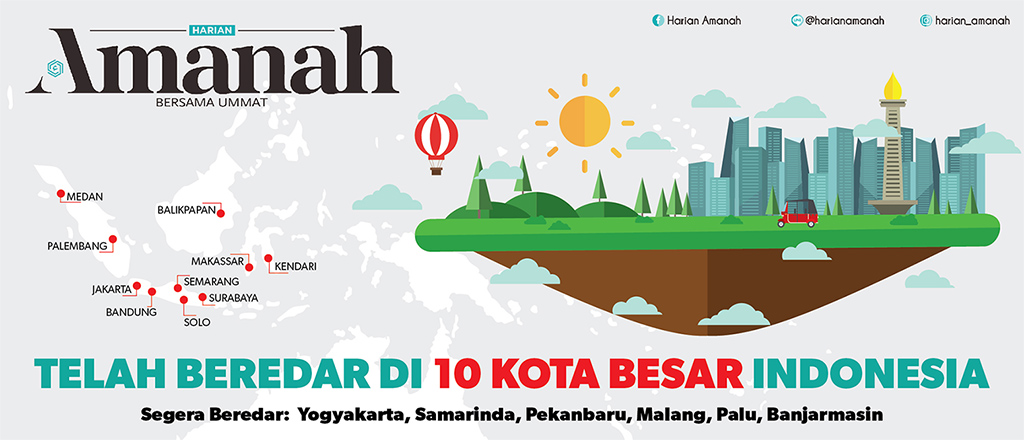 Harian Amanah
@harianamanah
harian_amanah
HARIAN
Amanah
BERSAMA UMMAT
MEDAN
BALIKPAPAN
PALEMBANG
MAKASSAR
KENDARI
JAKARTA
SEMARANG
BANDUNG
SURABAYA
SOLO
TELAH BEREDAR DI 10 KOTA BESAR INDONESIA
Segera Beredar: Yogyakarta, Samarinda, Pekanbaru, Malang, Palu, Banjarmasin